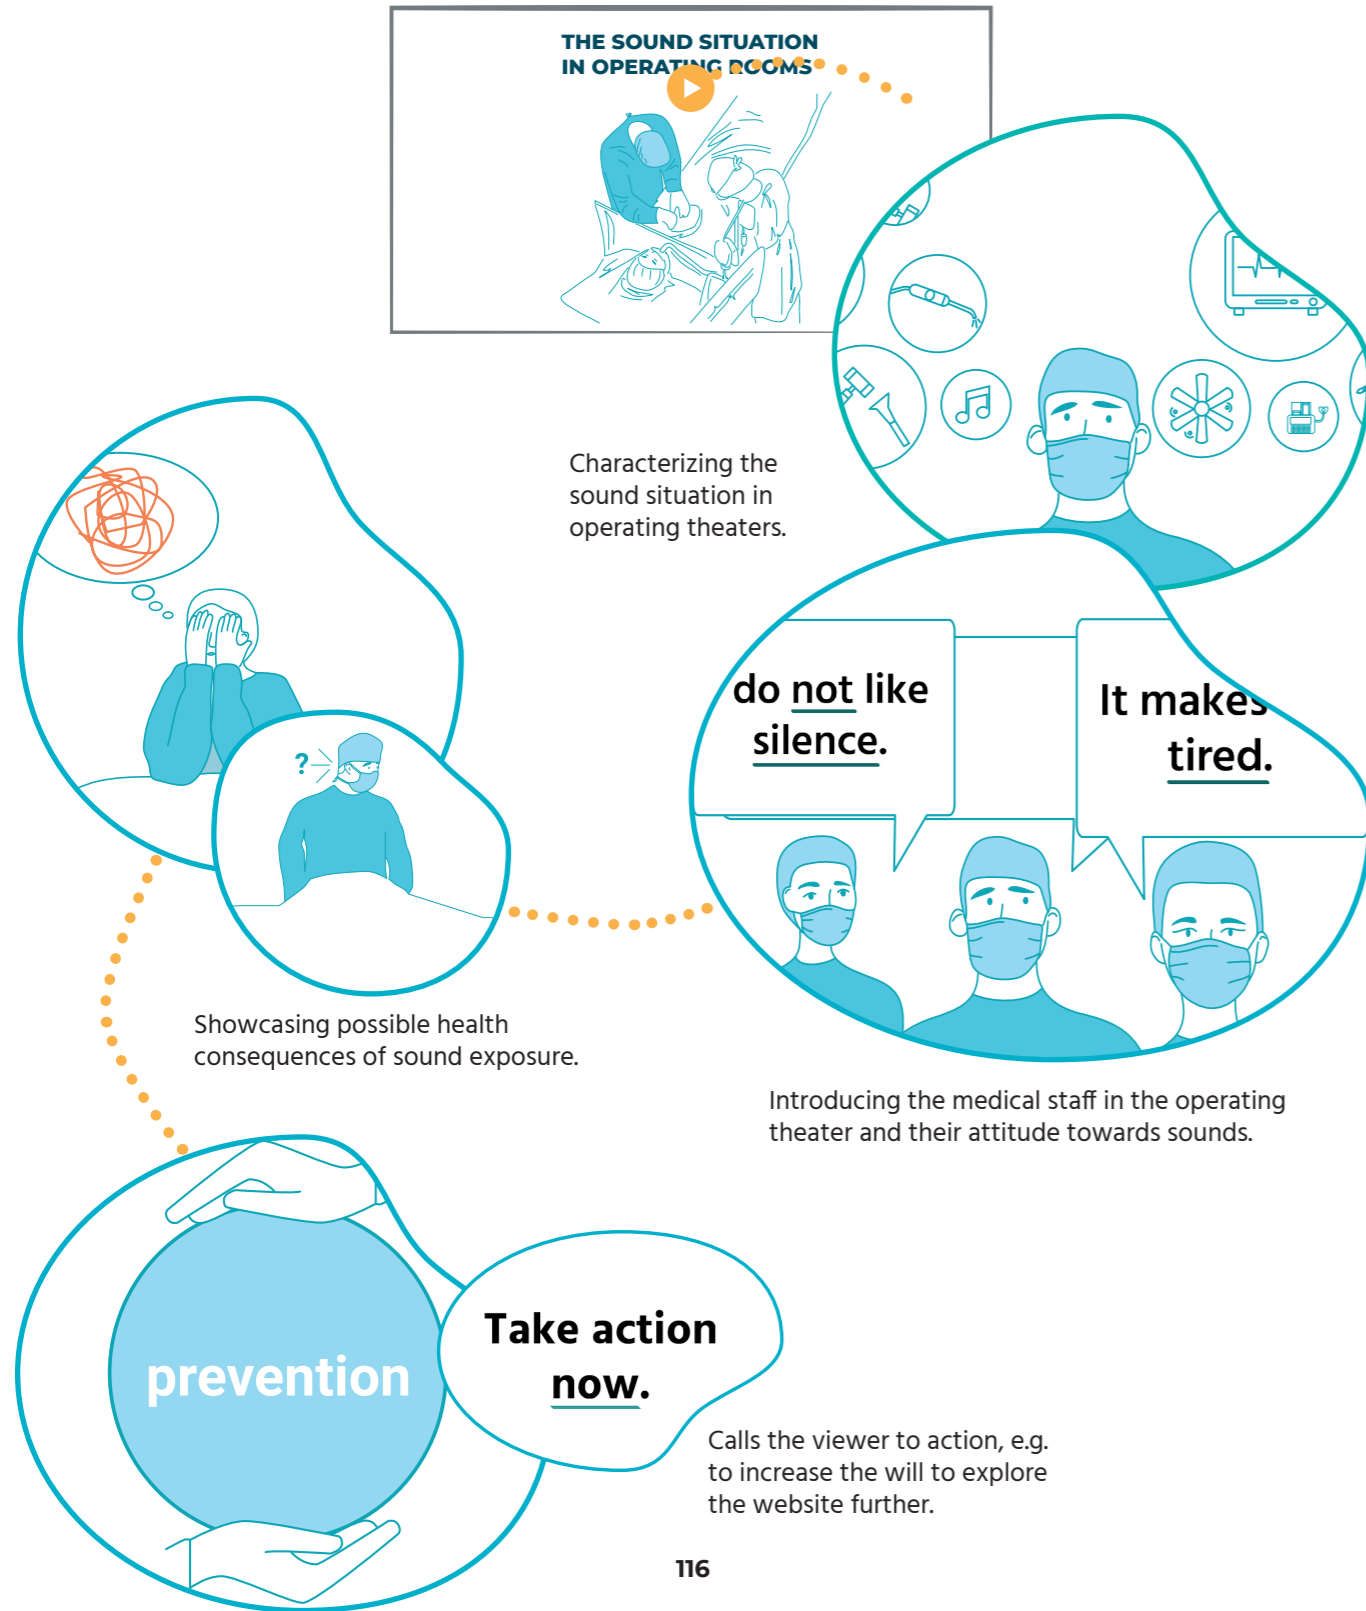 THE SOUND SITUATION
IN OPERATING ROOMS
Characterizing the
sound situation in
operating theaters.
do not like
silence.
It makes
tired.
?
Showcasing possible health
consequences of sound exposure.
Introducing the medical staff in the operating
theater and their attitude towards sounds.
prevention
Take action
now.
Calls the viewer to action, e.g.
to increase the will to explore
the website further.
116